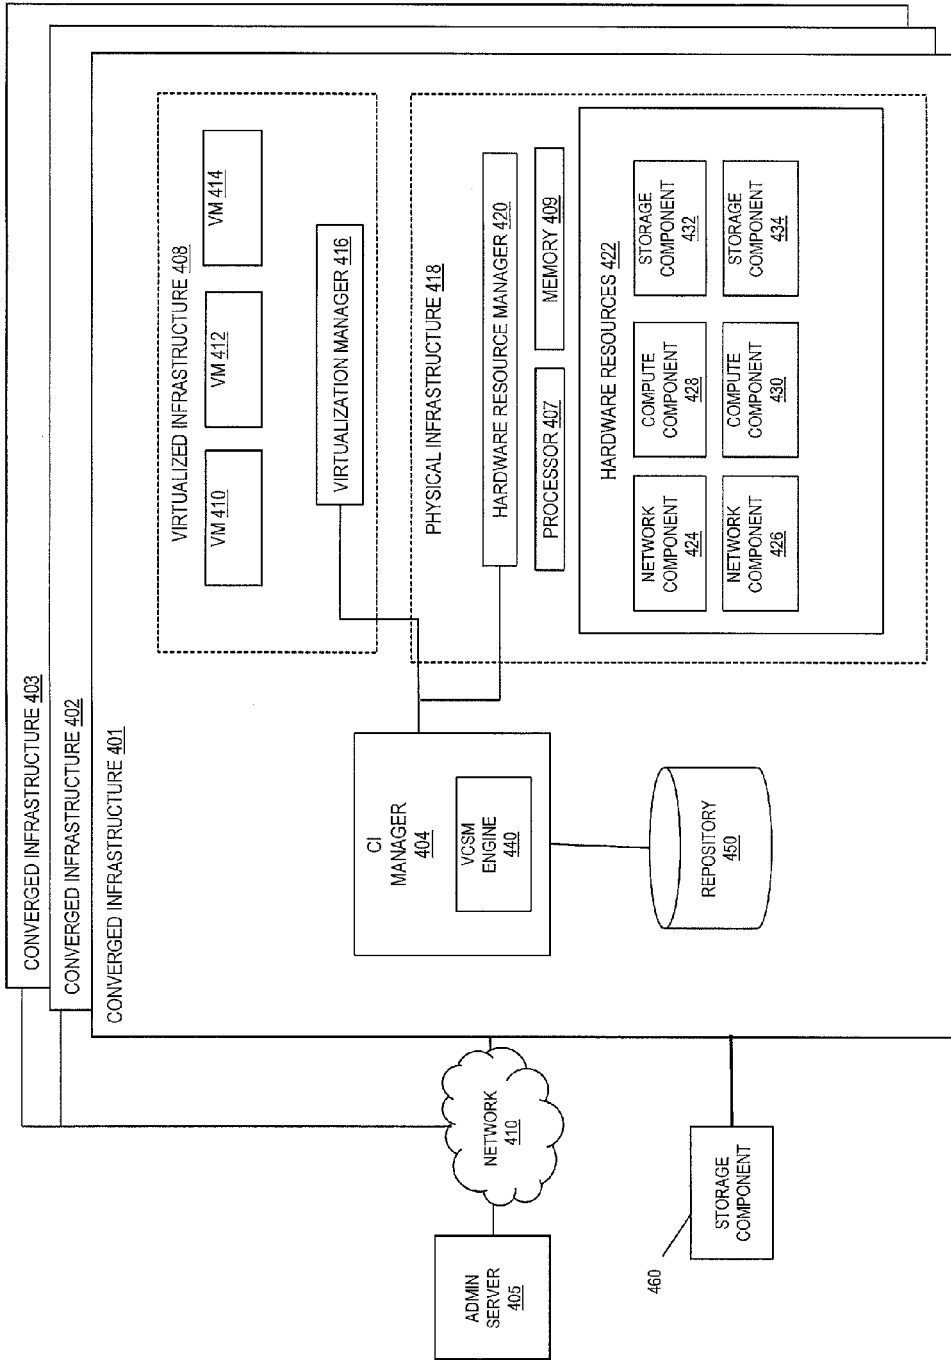 CONVERGED INFRASTRUCTURE 403
CONVERGED INFRASTRUCTURE 402
CONVERGED INFRASTRUCTURE 401
VIRTUALIZED INFRASTRUCTURE 408
VM 410
VM 412
VM 414
VIRTUALIZATION MANAGER 416
PHYSICAL INFRASTRUCTURE 418
HARDWARE RESOURCE MANAGER 420
PROCESSOR 407
MEMORY 409
HARDWARE RESOURCES 422
NETWORK
COMPONENT
424
COMPUTE
COMPONENT
428
STORAGE
COMPONENT
432
NETWORK
COMPONENT
426
COMPUTE
COMPONENT
430
STORAGE
COMPONENT
434
CI
MANAGER
404
VCSM
ENGINE
440
REPOSITORY
450
NETWORK
410
ADMIN
SERVER
405
460
STORAGE
COMPONENT